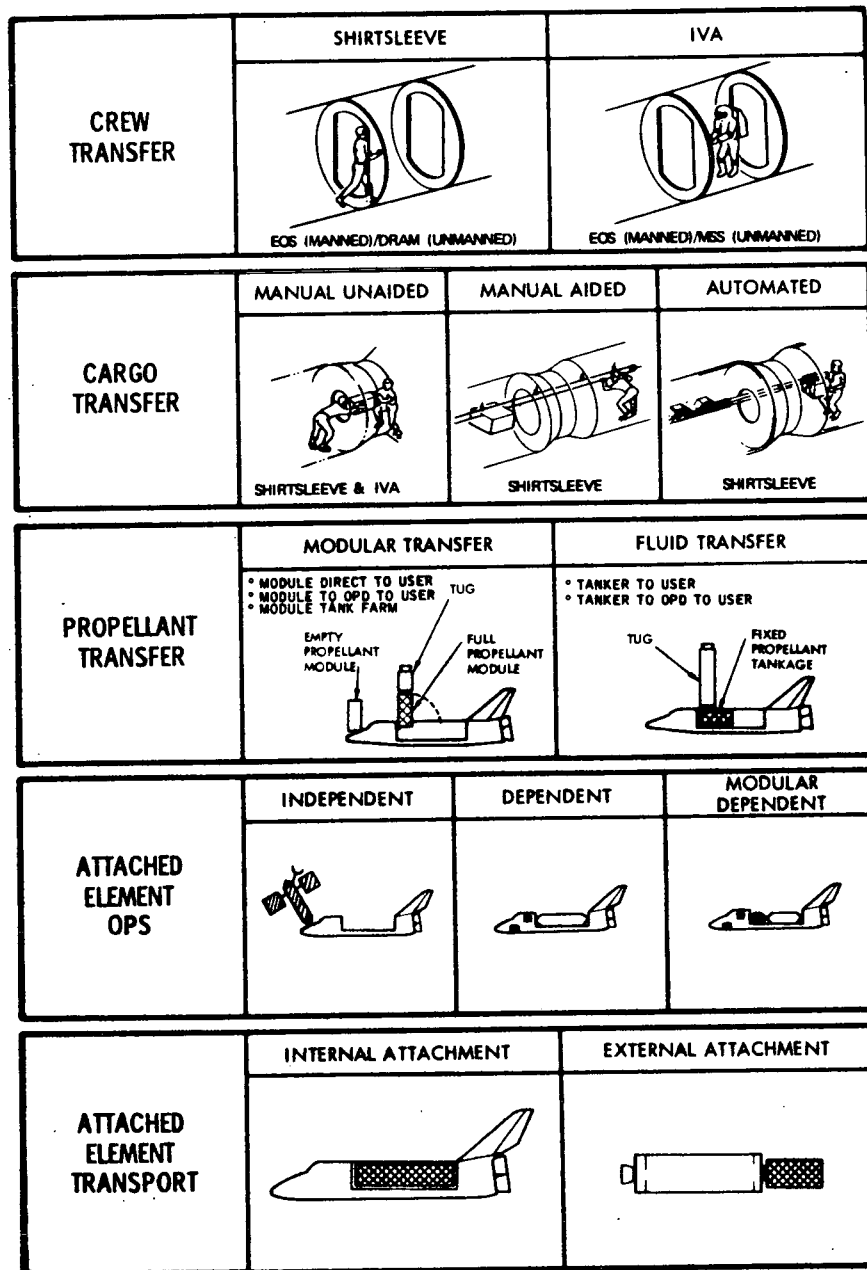 CREW
TRANSFER
SHIRTSLEEVE
EOS (MANNED)/DRAM (UNMANNED)
IVA
EOS (MANNED)/MSS (UNMANNED)
CARGO
TRANSFER
MANUAL UNAIDED
SHIRTSLEEVE & IVA
MANUAL AIDED
SHIRTSLEEVE
AUTOMATED
SHIRTSLEEVE
PROPELLANT
TRANSFER
MODULAR TRANSFER
° MODULE DIRECT TO USER
° MODULE TO OPD TO USER
° MODULE TANK FARM
TUG
EMPTY
PROPELLANT
MODULE
FULL
PROPELLANT
MODULE
FLUID TRANSFER
° TANKER TO USER
° TANKER TO OPD TO USER
TUG
FIXED
PROPELLANT
TANKAGE
ATTACHED
ELEMENT
OPS
INDEPENDENT
DEPENDENT
MODULAR
DEPENDENT
ATTACHED
ELEMENT
TRANSPORT
INTERNAL ATTACHMENT
EXTERNAL ATTACHMENT